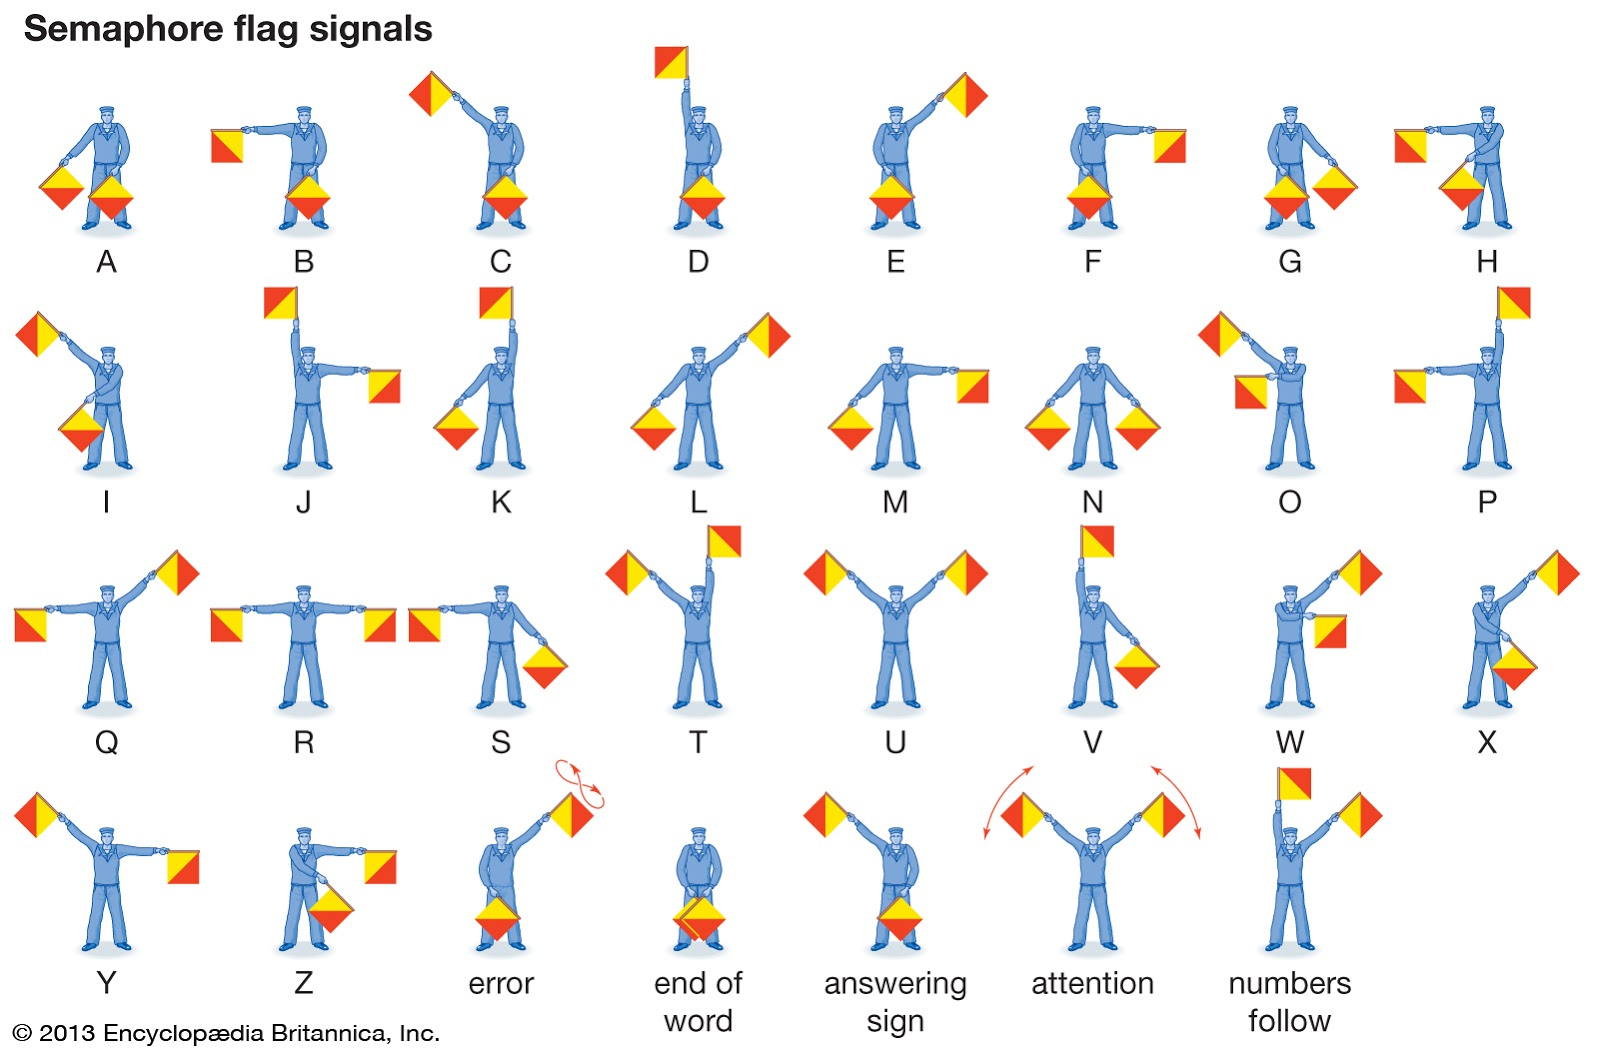 Semaphore flag signals
A B C D E F G H
I J K L M N O P
Q R S T U V W X
Y Z error end of word answering sign attention numbers follow
© 2013 Encyclopædia Britannica, Inc.